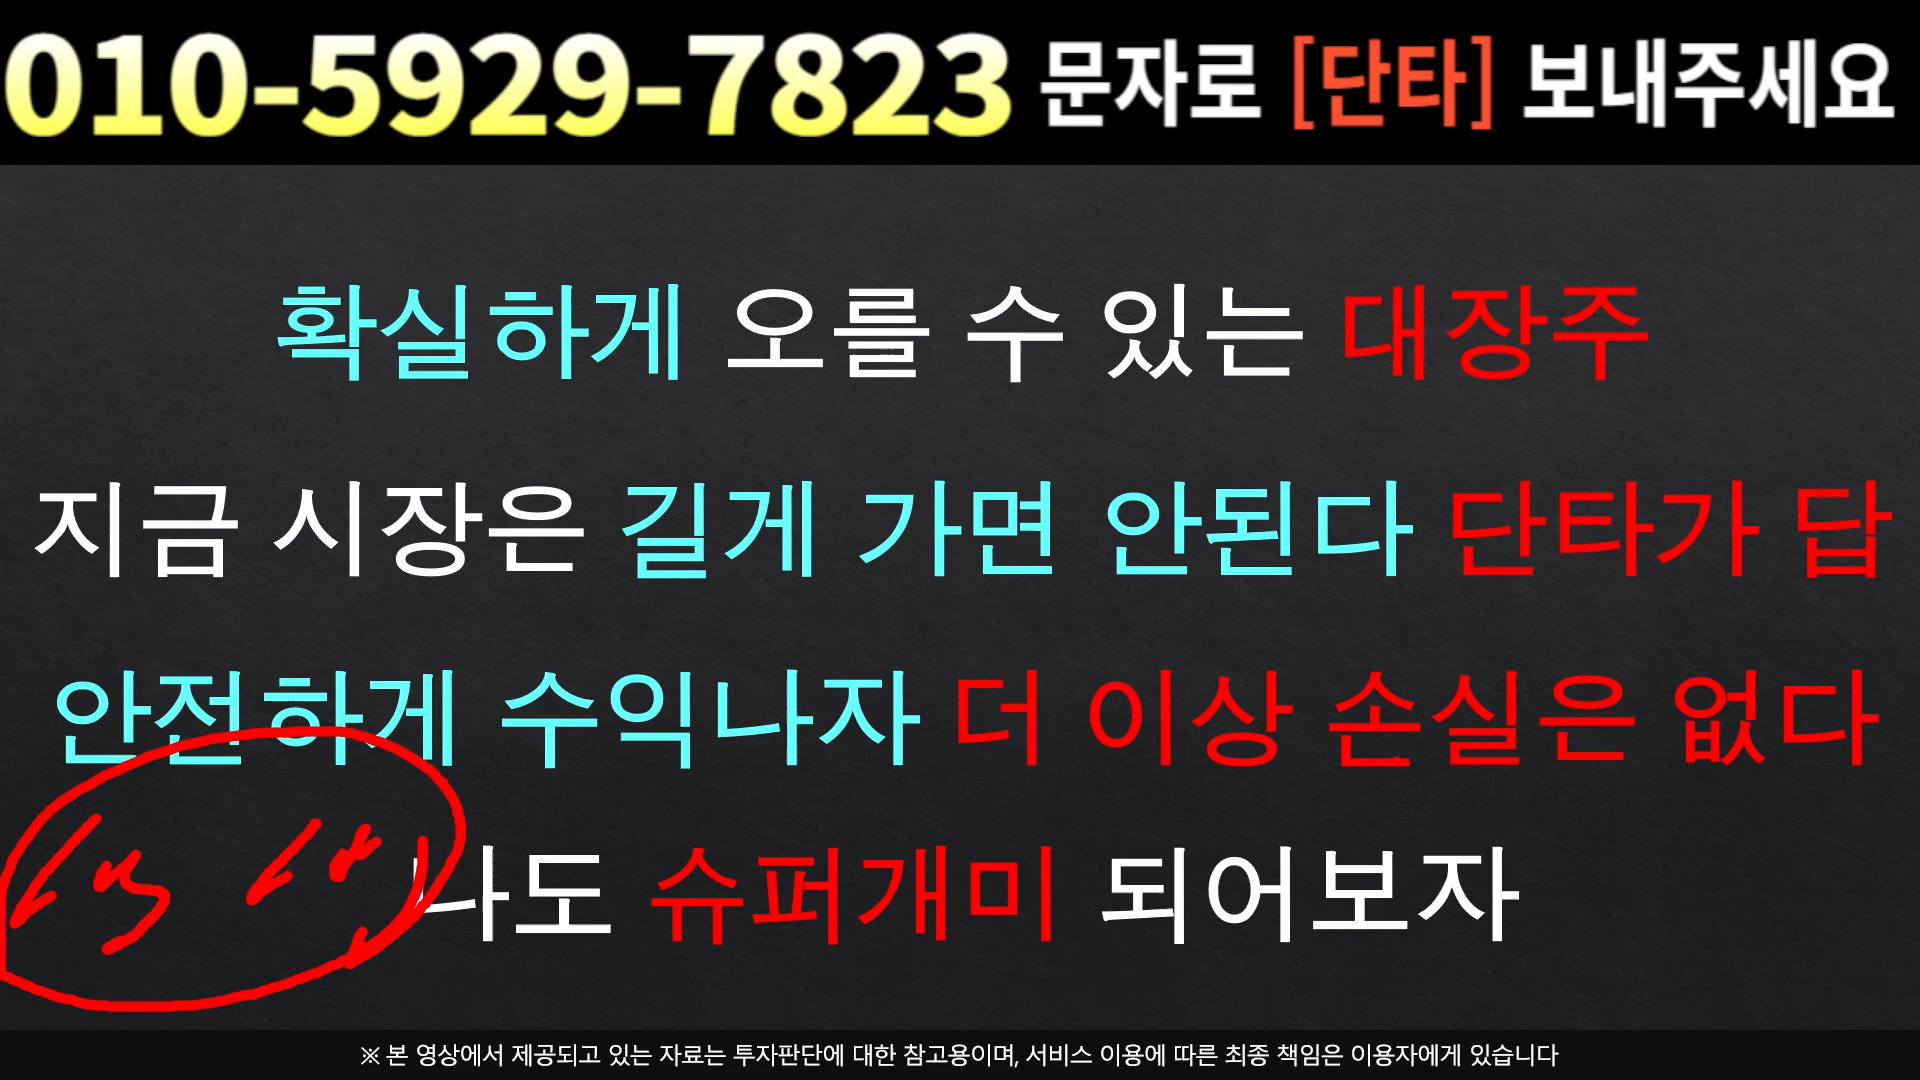 010-5929-7823 문자로 [단타] 보내주세요
확실하게 오를 수 있는 대장주
지금 시장은 길게 가면 안된다 단타가 답
안전하게 수익나자 더 이상 손실은 없다
나도 슈퍼개미 되어보자
※ 본 영상에서 제공되고 있는 자료는 투자판단에 대한 참고용이며, 서비스 이용에 따른 최종 책임은 이용자에게 있습니다